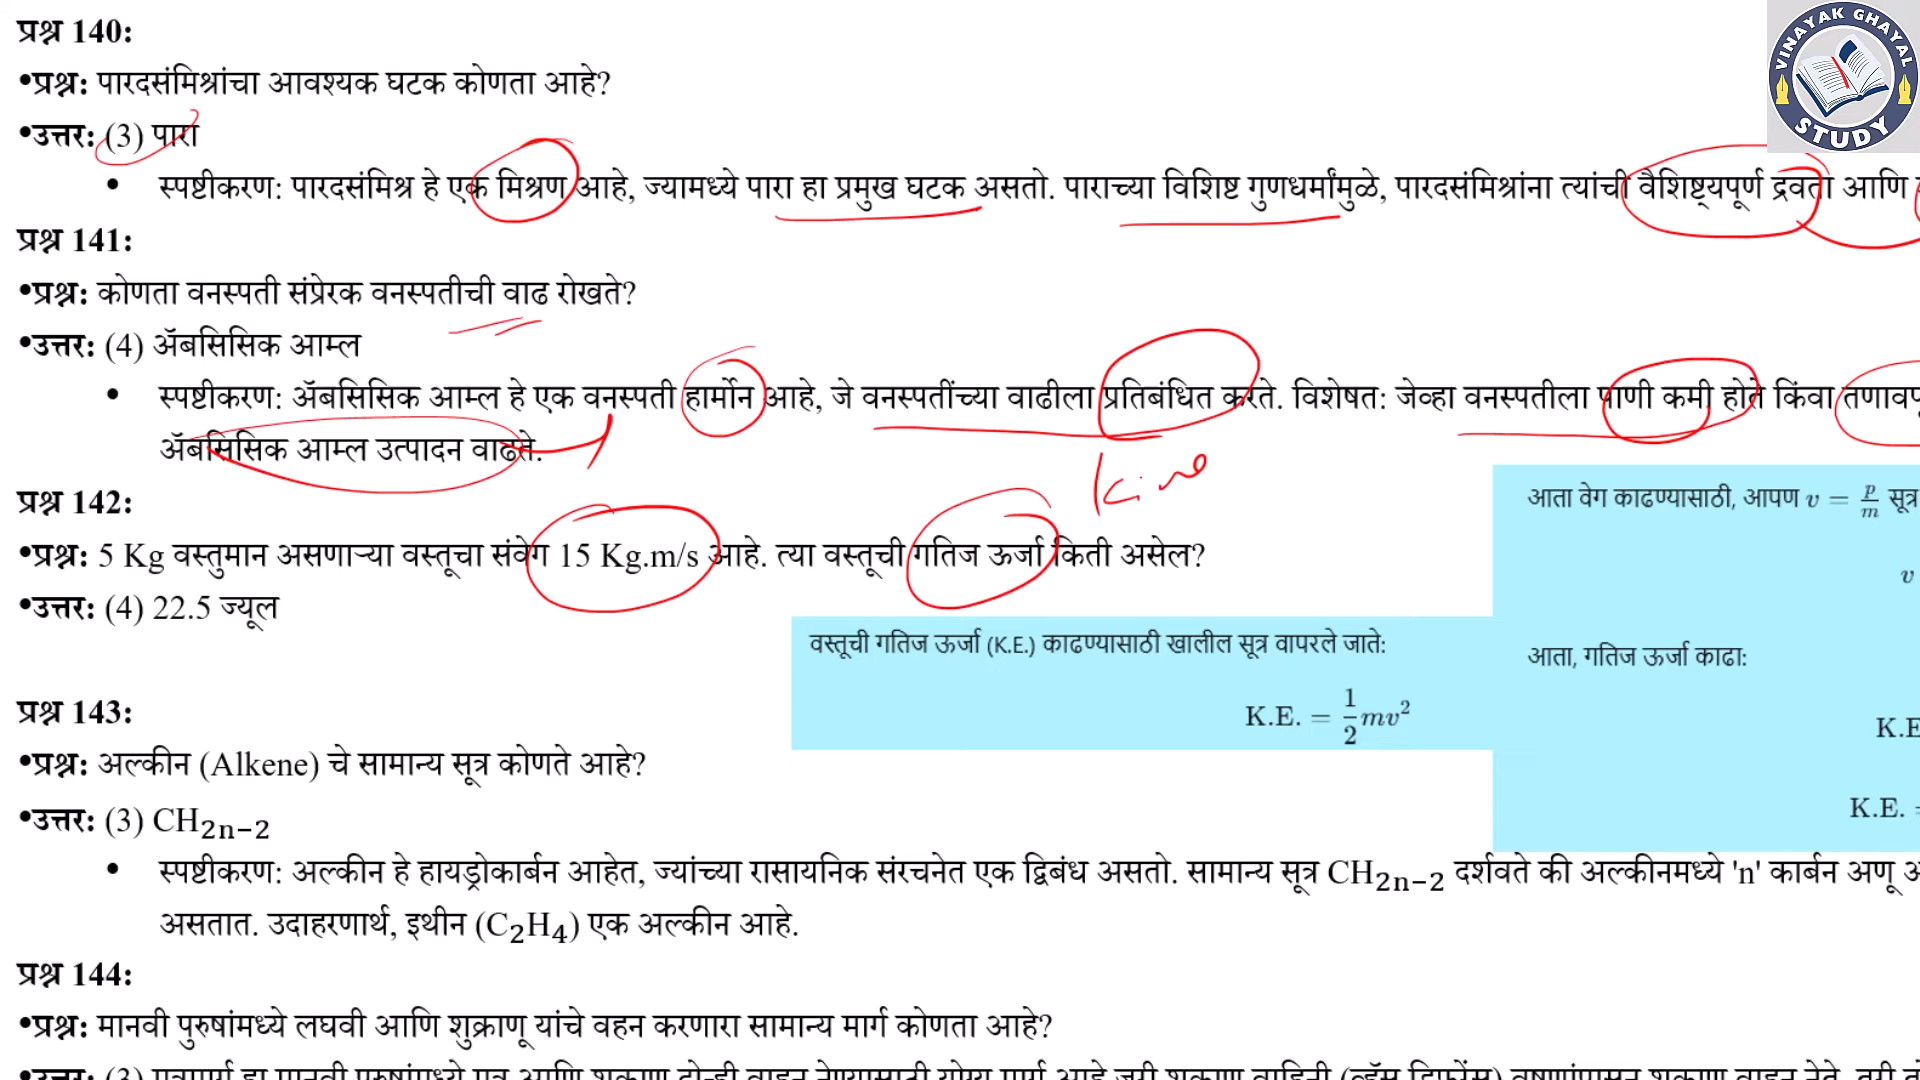 प्रश्न 140:
•प्रश्न: पारदसंमिश्रांचा आवश्यक घटक कोणता आहे?
•उत्तर: (3) पारा
• स्पष्टीकरण: पारदसंमिश्र हे एक मिश्रण आहे, ज्यामध्ये पारा हा प्रमुख घटक असतो. पाराच्या विशिष्ट गुणधर्मांमुळे, पारदसंमिश्रांना त्यांची वैशिष्ट्यपूर्ण द्रवता आणि
VINAYAK GHAYAL STUDY
प्रश्न 141:
•प्रश्न: कोणता वनस्पती संप्रेरक वनस्पतीची वाढ रोखते?
•उत्तर: (4) ॲबसिसिक आम्ल
• स्पष्टीकरण: ॲबसिसिक आम्ल हे एक वनस्पती हार्मोन आहे, जे वनस्पतींच्या वाढीला प्रतिबंधित करते. विशेषत: जेव्हा वनस्पतीला पाणी कमी होते किंवा
ॲबसिसिक आम्ल उत्पादन वाढते.
प्रश्न 142:
•प्रश्न: 5 Kg वस्तुमान असणाऱ्या वस्तूचा संवेग 15 Kg.m/s आहे. त्या वस्तूची गतिज ऊर्जा किती असेल?
•उत्तर: (4) 22.5 ज्यूल
आता वेग काढण्यासाठी, आपण v = p/m सूत्र
v
वस्तूची गतिज ऊर्जा (K.E.) काढण्यासाठी खालील सूत्र वापरले जाते:
K.E. = 1/2 mv²
आता, गतिज ऊर्जा काढा:
K.E
K.E. =
प्रश्न 143:
•प्रश्न: अल्कीन (Alkene) चे सामान्य सूत्र कोणते आहे?
•उत्तर: (3) CH₂ₙ₋₂
• स्पष्टीकरण: अल्कीन हे हायड्रोकार्बन आहेत, ज्यांच्या रासायनिक संरचनेत एक द्विबंध असतो. सामान्य सूत्र CH₂ₙ₋₂ दर्शवते की अल्कीनमध्ये 'n' कार्बन अणू
असतात. उदाहरणार्थ, इथीन (C₂H₄) एक अल्कीन आहे.
प्रश्न 144:
•प्रश्न: मानवी पुरुषांमध्ये लघवी आणि शुक्राणू यांचे वहन करणारा सामान्य मार्ग कोणता आहे?